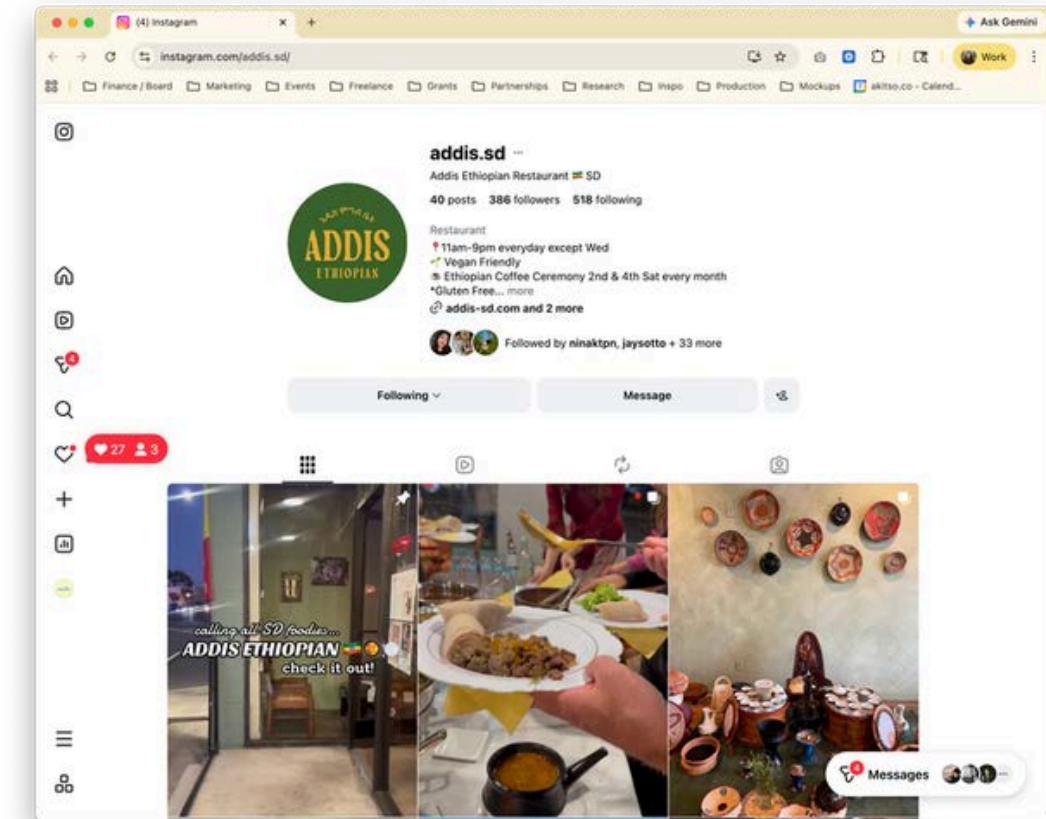 (4) Instagram
Ask Gemini
instagram.com/addis.sd/
Work
Finance / Board Marketing Events Freelance Grants Partnerships Research Inspo Production Mockups akitso.co - Calend...
addis.sd
Addis Ethiopian Restaurant 🇪🇹 SD
40 posts 386 followers 518 following
Restaurant
📍11am-9pm everyday except Wed
🌱 Vegan Friendly
Ethiopian Coffee Ceremony 2nd & 4th Sat every month
*Gluten Free... more
addis-sd.com and 2 more
Followed by ninaktpn, jaysotto + 33 more
ADDIS
ETHIOPIAN
Following
Message
4
27 3
calling all SD foodies...
ADDIS ETHIOPIAN
check it out!
4
Messages